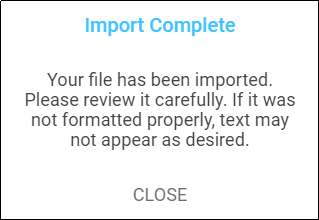 Import Complete
Your file has been imported.
Please review it carefully. If it was
not formatted properly, text may
not appear as desired.
CLOSE